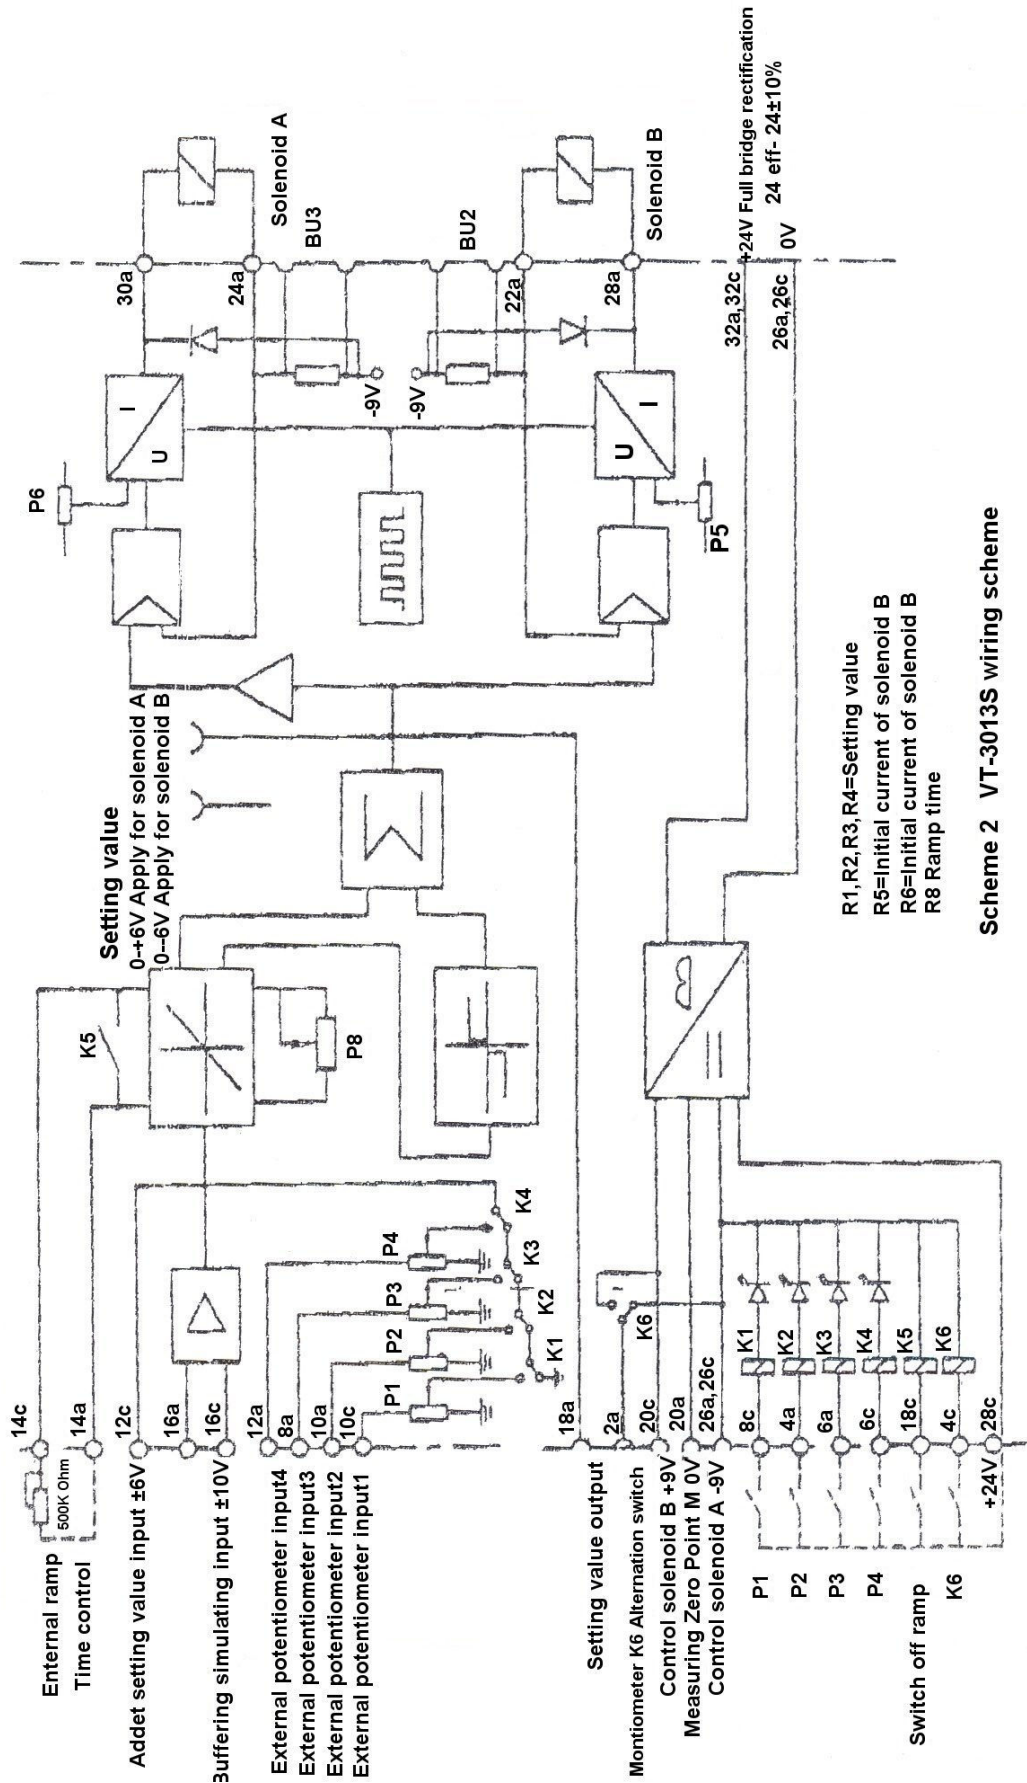 External ramp
Time control
500K Ohm
14c
14a
Addet setting value input ±6V
12c
16a
Buffering simulating input ±10V
16c
External potentiometer input4
12a
External potentiometer input3
8a
External potentiometer input2
10a
External potentiometer input1
10c
Setting value output
18a
Montiometer K6 Alternation switch
2a
Control solenoid B +9V
20c
Measuring Zero Point M 0V
20a
Control solenoid A -9V
26a,26c
P1
8c
P2
4a
P3
6a
P4
6c
Switch off ramp
18c
K6
4c
+24V
28c
P1
P2
P3
P4
K1
K2
K3
K4
K6
K1
K2
K3
K4
K5
K6
K5
P8
Setting value
0-+6V Apply for solenoid A
0--6V Apply for solenoid B
P6
U
I
-9V
-9V
U
I
P5
30a
24a
22a
28a
BU3
BU2
Solenoid A
Solenoid B
32a,32c
+24V Full bridge rectification
24 eff- 24±10%
26a,26c
0V
R1,R2,R3,R4=Setting value
R5=Initial current of solenoid B
R6=Initial current of solenoid B
R8 Ramp time
Scheme 2 VT-3013S wiring scheme